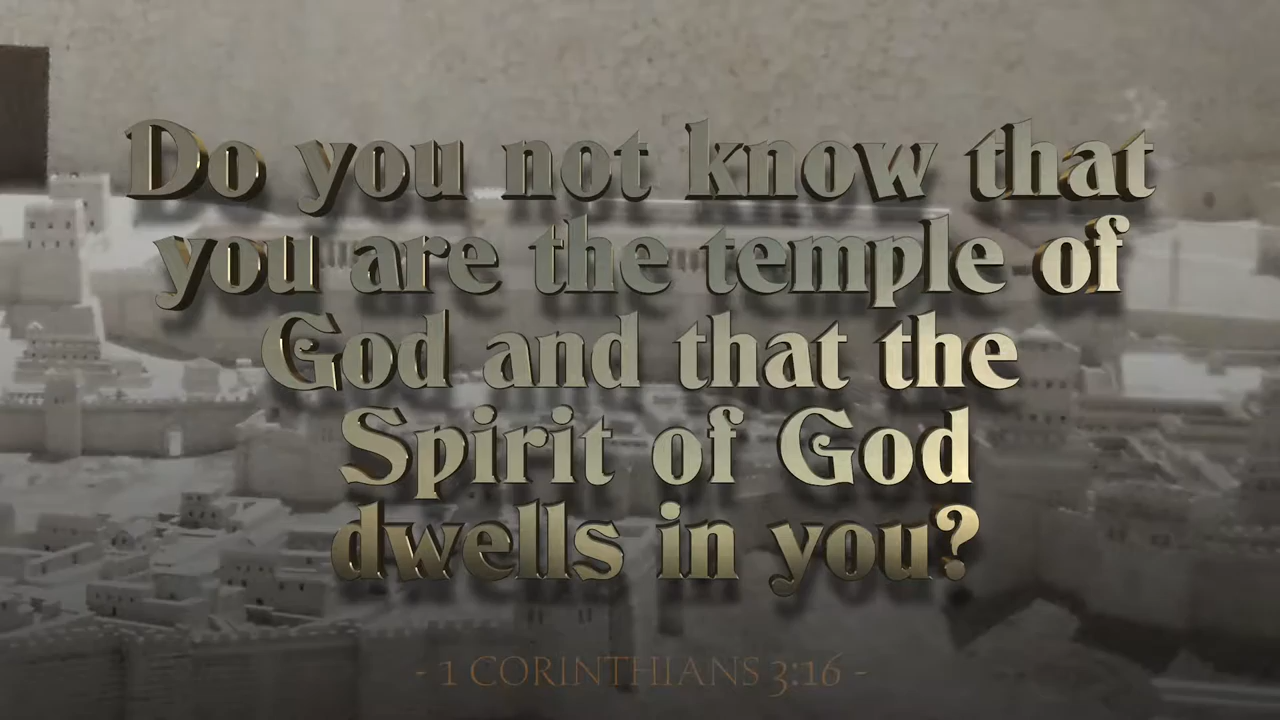 Do you not know that
you are the temple of
God and that the
Spirit of God
dwells in you?
- 1 CORINTHIANS 3:16 -